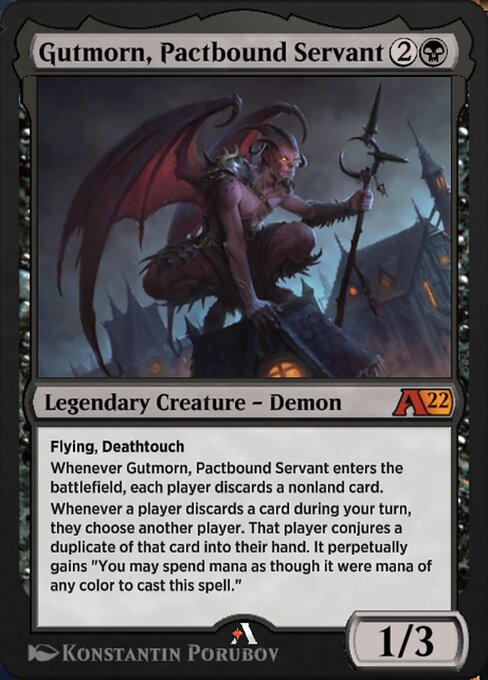 Gutmorn, Pactbound Servant 2
Legendary Creature – Demon A22
Flying, Deathtouch
Whenever Gutmorn, Pactbound Servant enters the
battlefield, each player discards a nonland card.
Whenever a player discards a card during your turn,
they choose another player. That player conjures a
duplicate of that card into their hand. It perpetually
gains "You may spend mana as though it were mana of
any color to cast this spell."
1/3
Konstantin Porubov